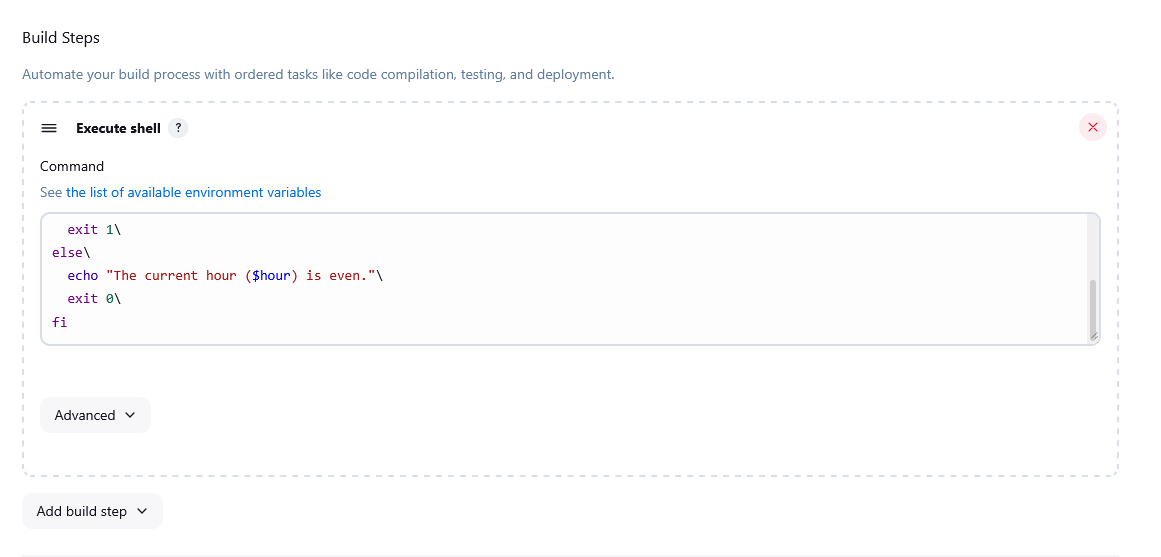 Build Steps
Automate your build process with ordered tasks like code compilation, testing, and deployment.
Execute shell ?
Command
See the list of available environment variables
  exit 1\
else\
  echo "The current hour ($hour) is even."\
  exit 0\
fi
Advanced
Add build step